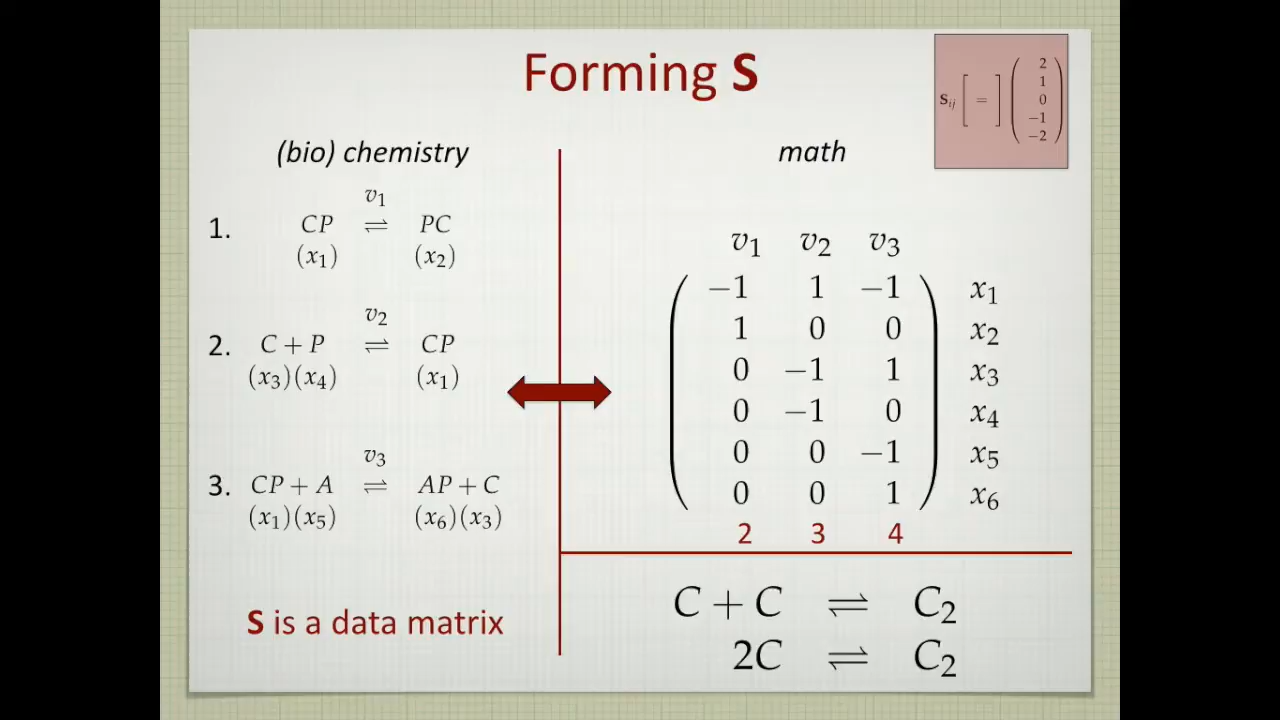 Forming S
S_ij [ = ] ( 2 1 0 −1 −2 )
(bio) chemistry
v1
1. CP ⇌ PC
(x1) (x2)
v2
2. C + P ⇌ CP
(x3)(x4) (x1)
v3
3. CP + A ⇌ AP + C
(x1)(x5) (x6)(x3)
S is a data matrix
math
v1 v2 v3
−1 1 −1 x1
1 0 0 x2
0 −1 1 x3
0 −1 0 x4
0 0 −1 x5
0 0 1 x6
2 3 4
C + C ⇌ C2
2C ⇌ C2